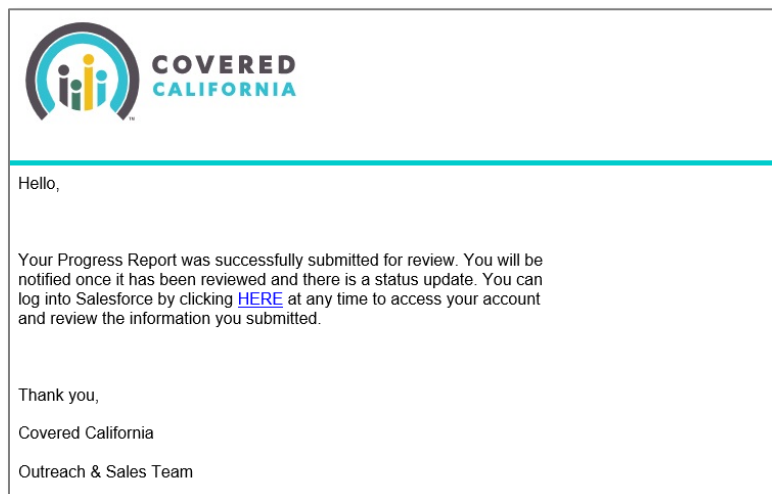 COVERED
CALIFORNIA
TM
Hello,
Your Progress Report was successfully submitted for review. You will be
notified once it has been reviewed and there is a status update. You can
log into Salesforce by clicking HERE at any time to access your account
and review the information you submitted.
Thank you,
Covered California
Outreach & Sales Team